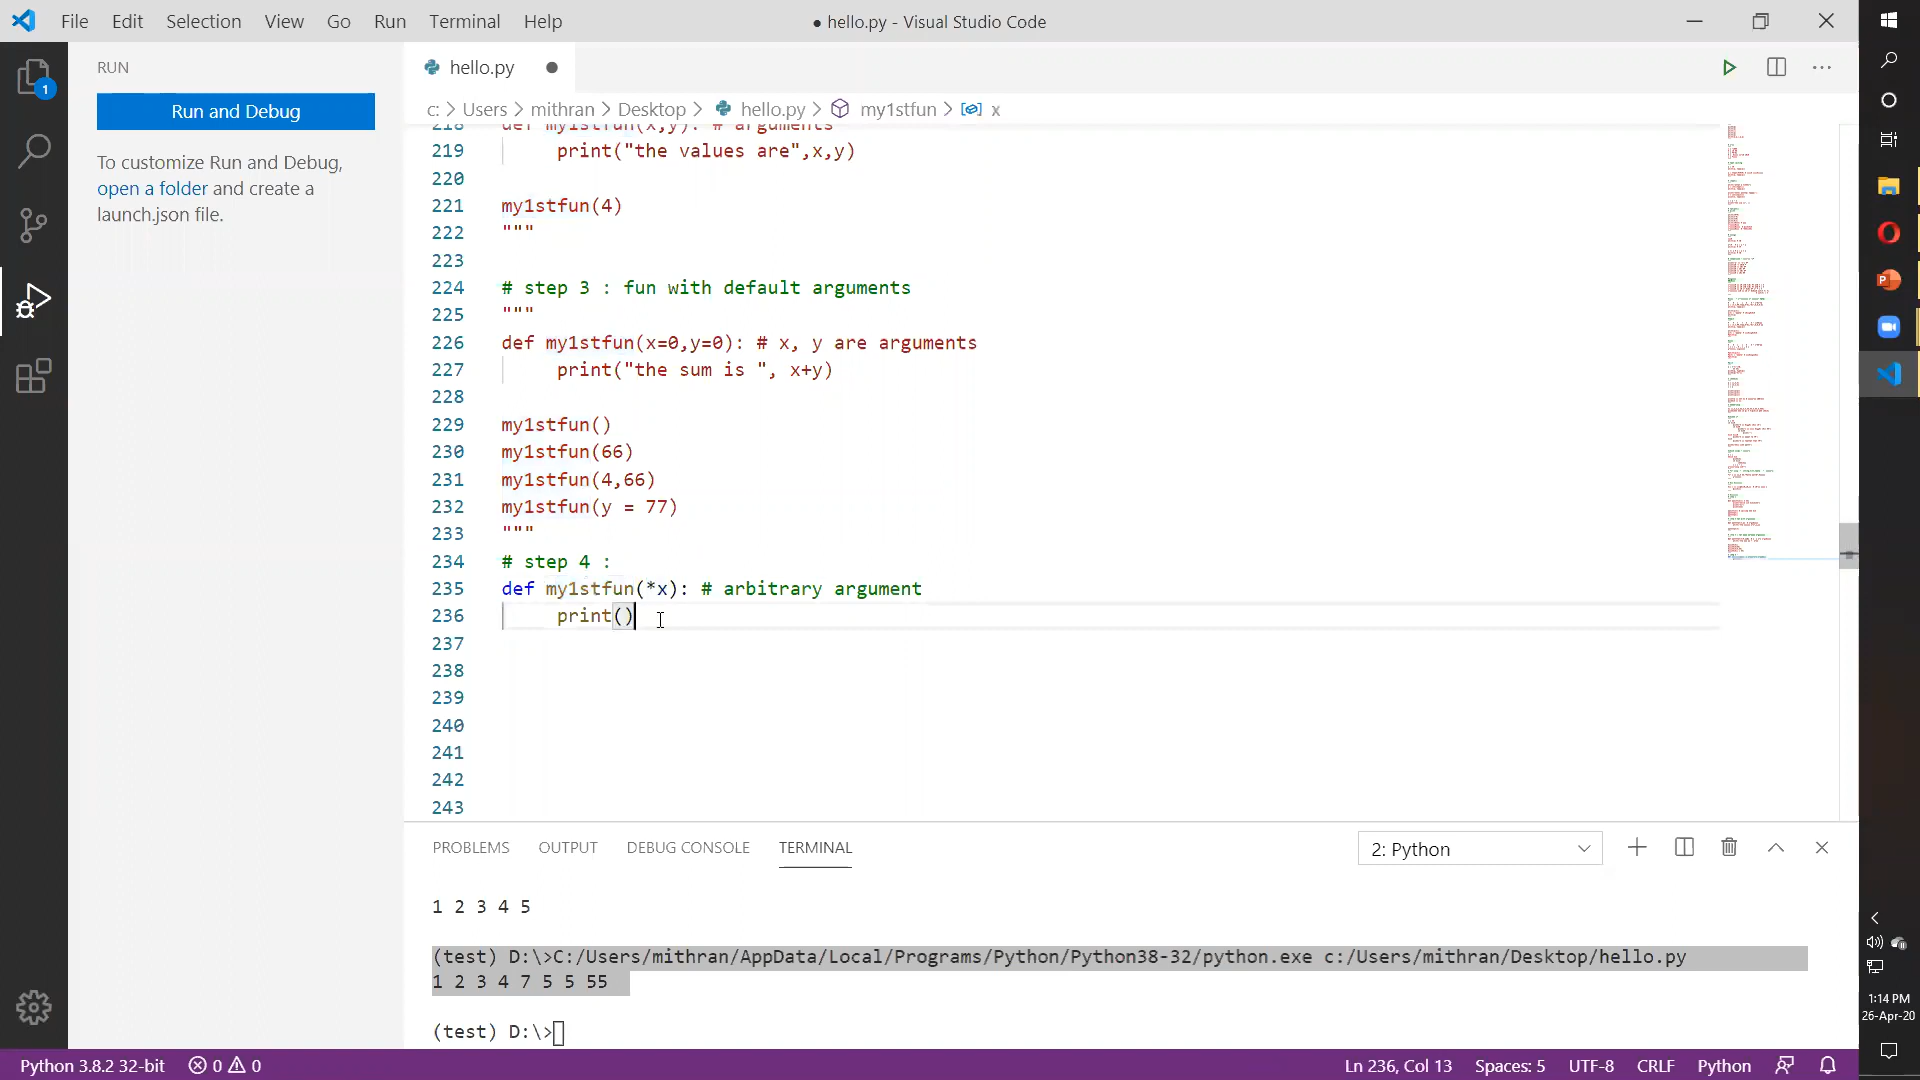 File Edit Selection View Go Run Terminal Help
● hello.py - Visual Studio Code
RUN
Run and Debug
To customize Run and Debug,
open a folder and create a
launch.json file.
1
hello.py
c: > Users > mithran > Desktop > hello.py > my1stfun > x
218 def my1stfun(x,y): # arguments
219 print("the values are",x,y)
220
221 my1stfun(4)
222 """
223
224 # step 3 : fun with default arguments
225 """
226 def my1stfun(x=0,y=0): # x, y are arguments
227 print("the sum is ", x+y)
228
229 my1stfun()
230 my1stfun(66)
231 my1stfun(4,66)
232 my1stfun(y = 77)
233 """
234 # step 4 :
235 def my1stfun(*x): # arbitrary argument
236 print()
237
238
239
240
241
242
243
PROBLEMS OUTPUT DEBUG CONSOLE TERMINAL
2: Python
1 2 3 4 5
(test) D:\>C:/Users/mithran/AppData/Local/Programs/Python/Python38-32/python.exe c:/Users/mithran/Desktop/hello.py
1 2 3 4 7 5 5 55
(test) D:\>
Python 3.8.2 32-bit 0 0
Ln 236, Col 13 Spaces: 5 UTF-8 CRLF Python
1:14 PM
26-Apr-20